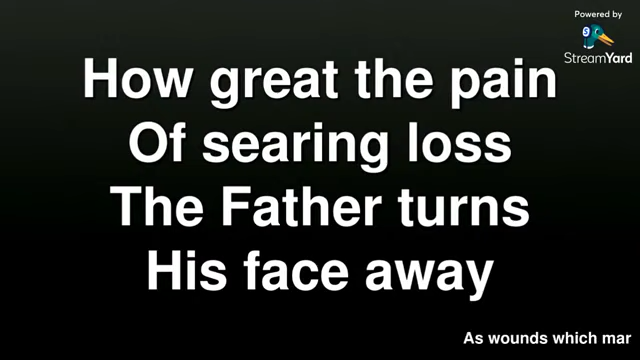 Powered by
StreamYard
How great the pain
Of searing loss
The Father turns
His face away
As wounds which mar